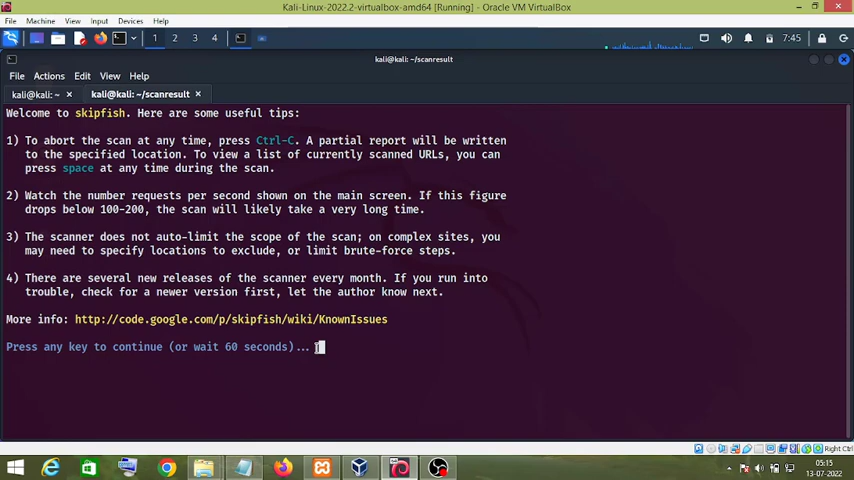 Kali-Linux-2022.2-virtualbox-amd64 [Running] - Oracle VM VirtualBox
File Machine View Input Devices Help
1 2 3 4 7:45
kali@kali: ~/scanresult
File Actions Edit View Help
kali@kali: ~ × kali@kali: ~/scanresult ×
Welcome to skipfish. Here are some useful tips:
1) To abort the scan at any time, press Ctrl-C. A partial report will be written
to the specified location. To view a list of currently scanned URLs, you can
press space at any time during the scan.
2) Watch the number requests per second shown on the main screen. If this figure
drops below 100-200, the scan will likely take a very long time.
3) The scanner does not auto-limit the scope of the scan; on complex sites, you
may need to specify locations to exclude, or limit brute-force steps.
4) There are several new releases of the scanner every month. If you run into
trouble, check for a newer version first, let the author know next.
More info: http://code.google.com/p/skipfish/wiki/KnownIssues
Press any key to continue (or wait 60 seconds)...
Right Ctrl
05:15
13-07-2022